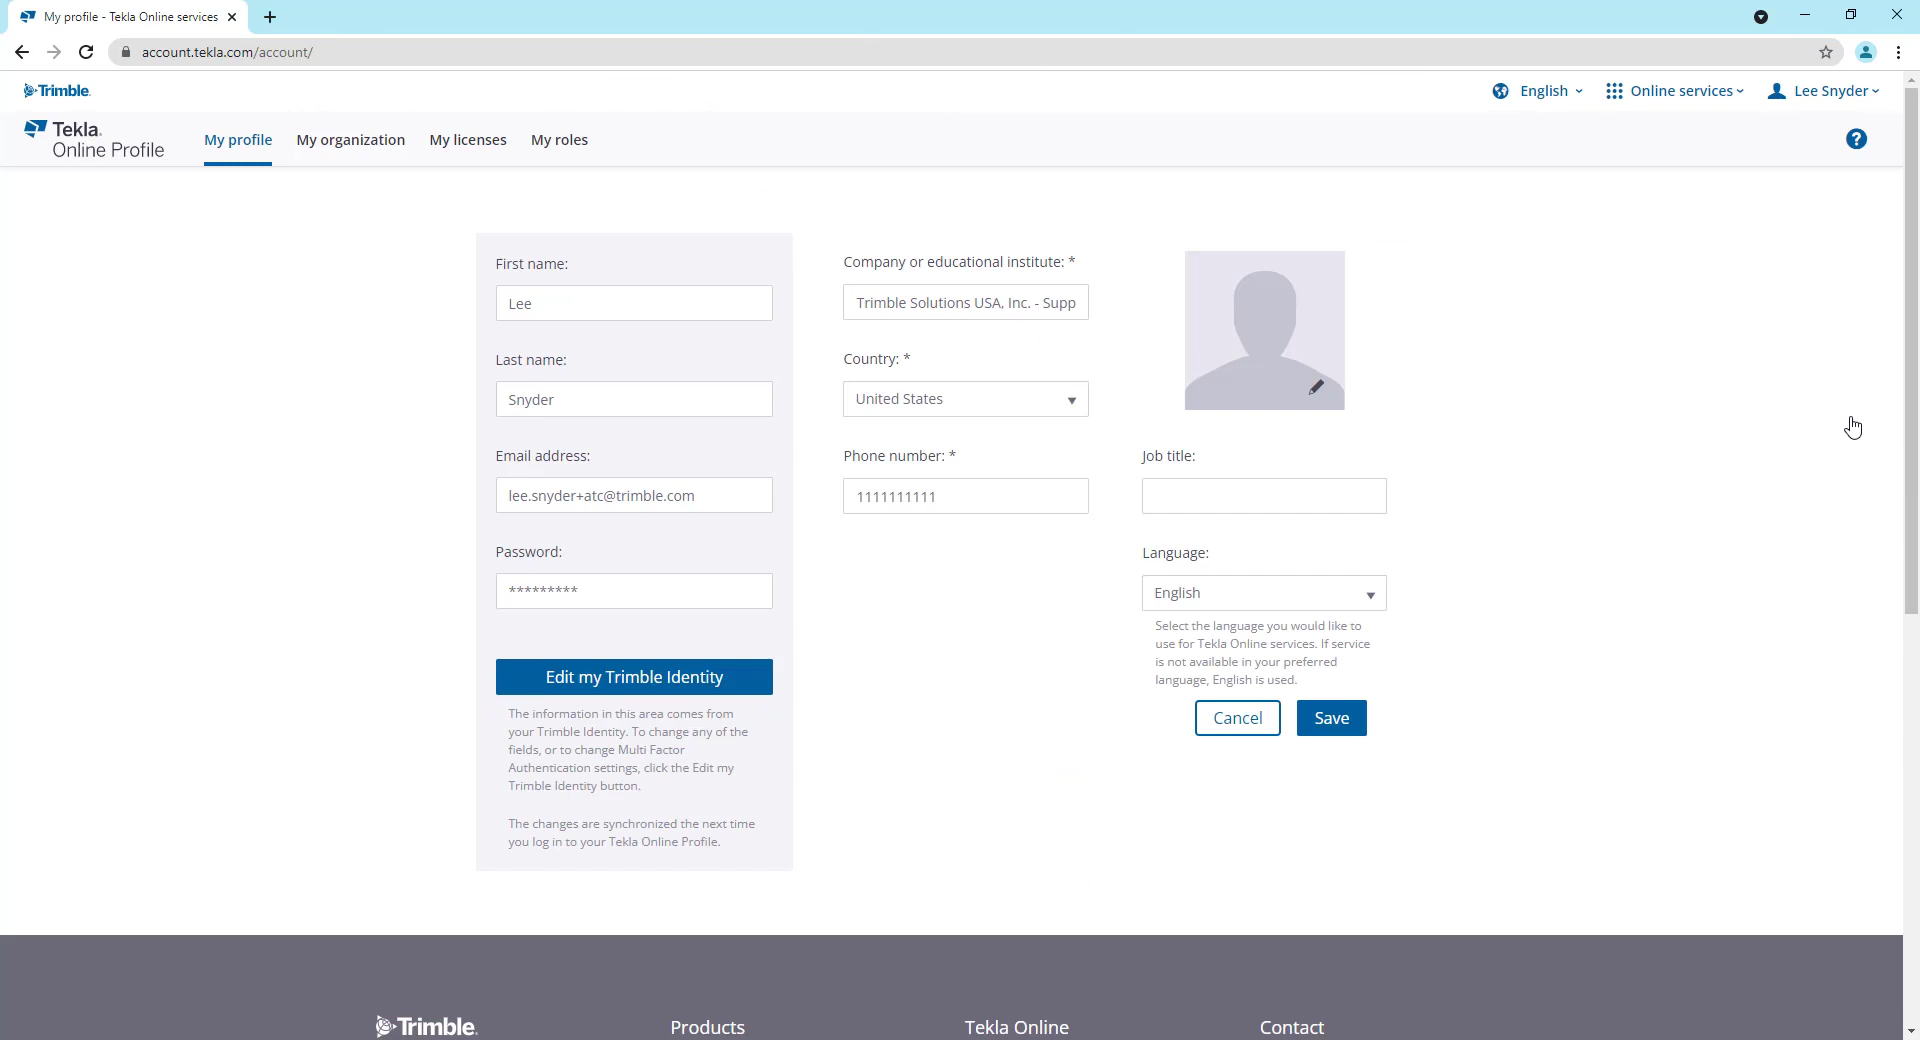 My profile - Tekla Online services
account.tekla.com/account/
Trimble.
English
Online services
Lee Snyder
Tekla.
Online Profile
My profile
My organization
My licenses
My roles
?
First name:
Lee
Last name:
Snyder
Email address:
lee.snyder+atc@trimble.com
Password:
*********
Edit my Trimble Identity
The information in this area comes from
your Trimble Identity. To change any of the
fields, or to change Multi Factor
Authentication settings, click the Edit my
Trimble Identity button.
The changes are synchronized the next time
you log in to your Tekla Online Profile.
Company or educational institute: *
Trimble Solutions USA, Inc. - Supp
Country: *
United States
Phone number: *
1111111111
Job title:
Language:
English
Select the language you would like to
use for Tekla Online services. If service
is not available in your preferred
language, English is used.
Cancel
Save
Trimble.
Products
Tekla Online
Contact